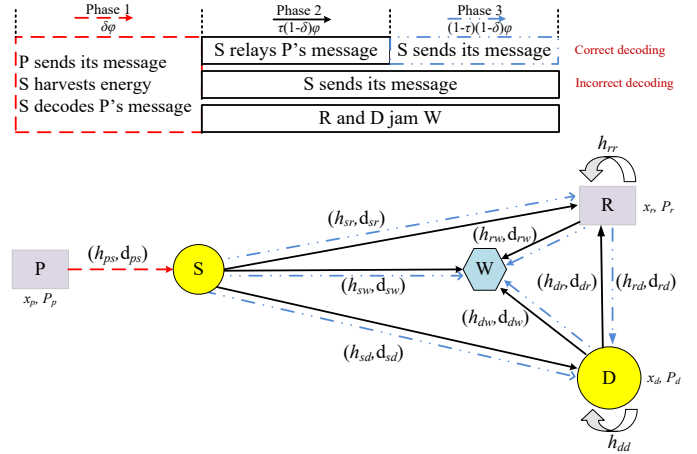 Phase 1
δφ
Phase 2
τ(1-δ)φ
Phase 3
(1-τ)(1-δ)φ
P sends its message
S harvests energy
S decodes P's message
S relays P's message
S sends its message
Correct decoding
S sends its message
Incorrect decoding
R and D jam W
h_rr
R
x_r, P_r
(h_sr, d_sr)
(h_rw, d_rw)
(h_ps, d_ps)
P
x_p, P_p
S
W
(h_sw, d_sw)
(h_dr, d_dr)
(h_rd, d_rd)
(h_dw, d_dw)
(h_sd, d_sd)
D
x_d, P_d
h_dd